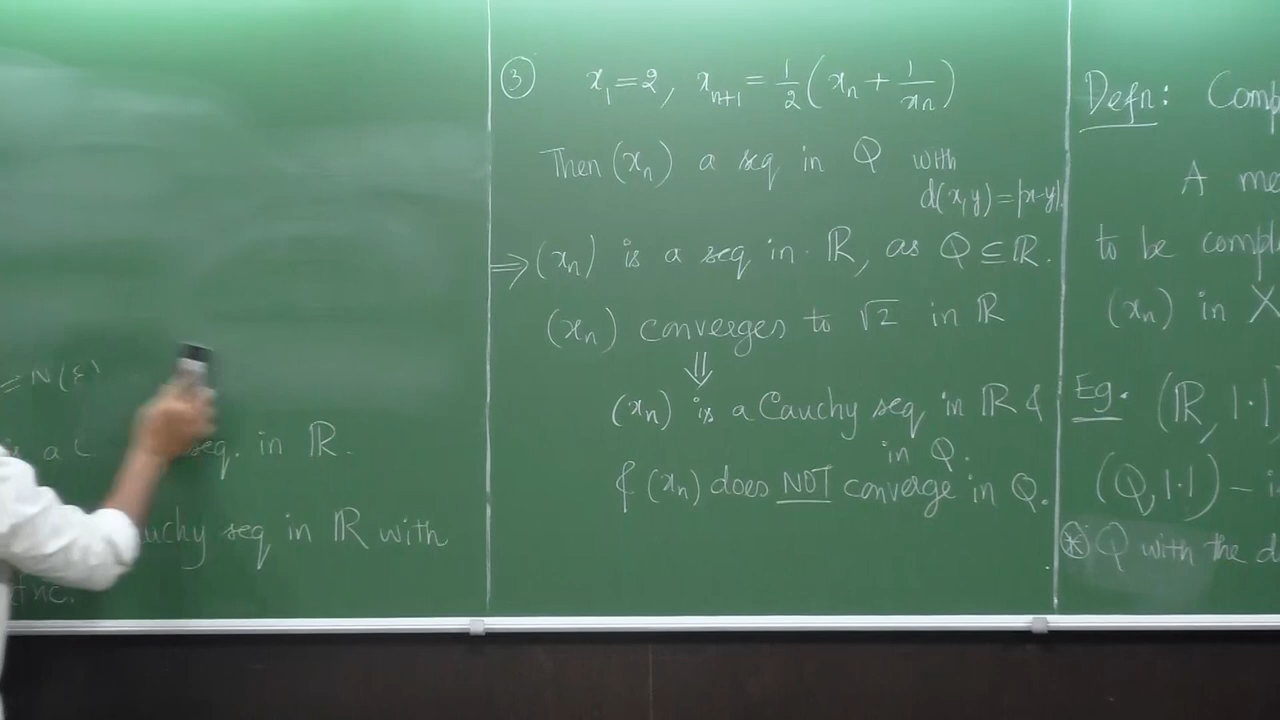 ≥ N(ε)
is a seq. in ℝ.
seq in ℝ with
③ x₁=2, xₙ₊₁ = 1/2 (xₙ + 1/xₙ)
Then (xₙ) a seq in ℚ with
d(x,y)=|x-y|.
⇒ (xₙ) is a seq in ℝ, as ℚ ⊆ ℝ.
(xₙ) converges to √2 in ℝ
⇓
(xₙ) is a Cauchy seq in ℝ &
in ℚ.
& (xₙ) does NOT converge in ℚ.
Defn: Comp
A me
to be compl
(xₙ) in X
Eg. (ℝ, |·|
(ℚ, |·|) – i
⊛ ℚ with the d